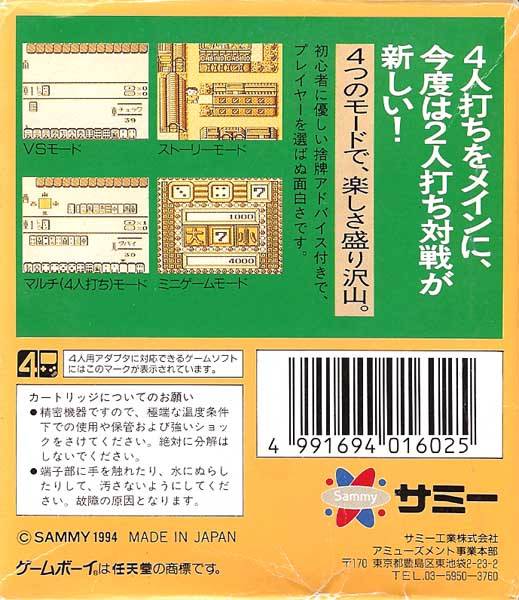 4人打ちをメインに、
今度は2人打ち対戦が
新しい!
4つのモードで、楽しさ盛り沢山。
初心者に優しい捨牌アドバイス付きで、
プレイヤーを選ばぬ面白さです。
チュック
39
VSモード
CASINO CASINO
ストーリーモード
ツバイ
35
マルチ(4人打ち)モード
7
1000
大 7 小
4000
ミニゲームモード
4
4人用アダプタに対応できるゲームソフト
にはこのマークが表示されています。
カートリッジについてのお願い
●精密機器ですので、極端な温度条件
下での使用や保管および強いショッ
クをさけてください。絶対に分解は
しないでください。
●端子部に手を触れたり、水にぬらし
たりして、汚さないようにしてくだ
さい。故障の原因となります。
4 991694 016025
Sammy サミー
©SAMMY 1994 MADE IN JAPAN
ゲームボーイは任天堂の商標です。
サミー工業株式会社
アミューズメント事業本部
〒170 東京都豊島区東池袋2-23-2
TEL.03-5950-3760